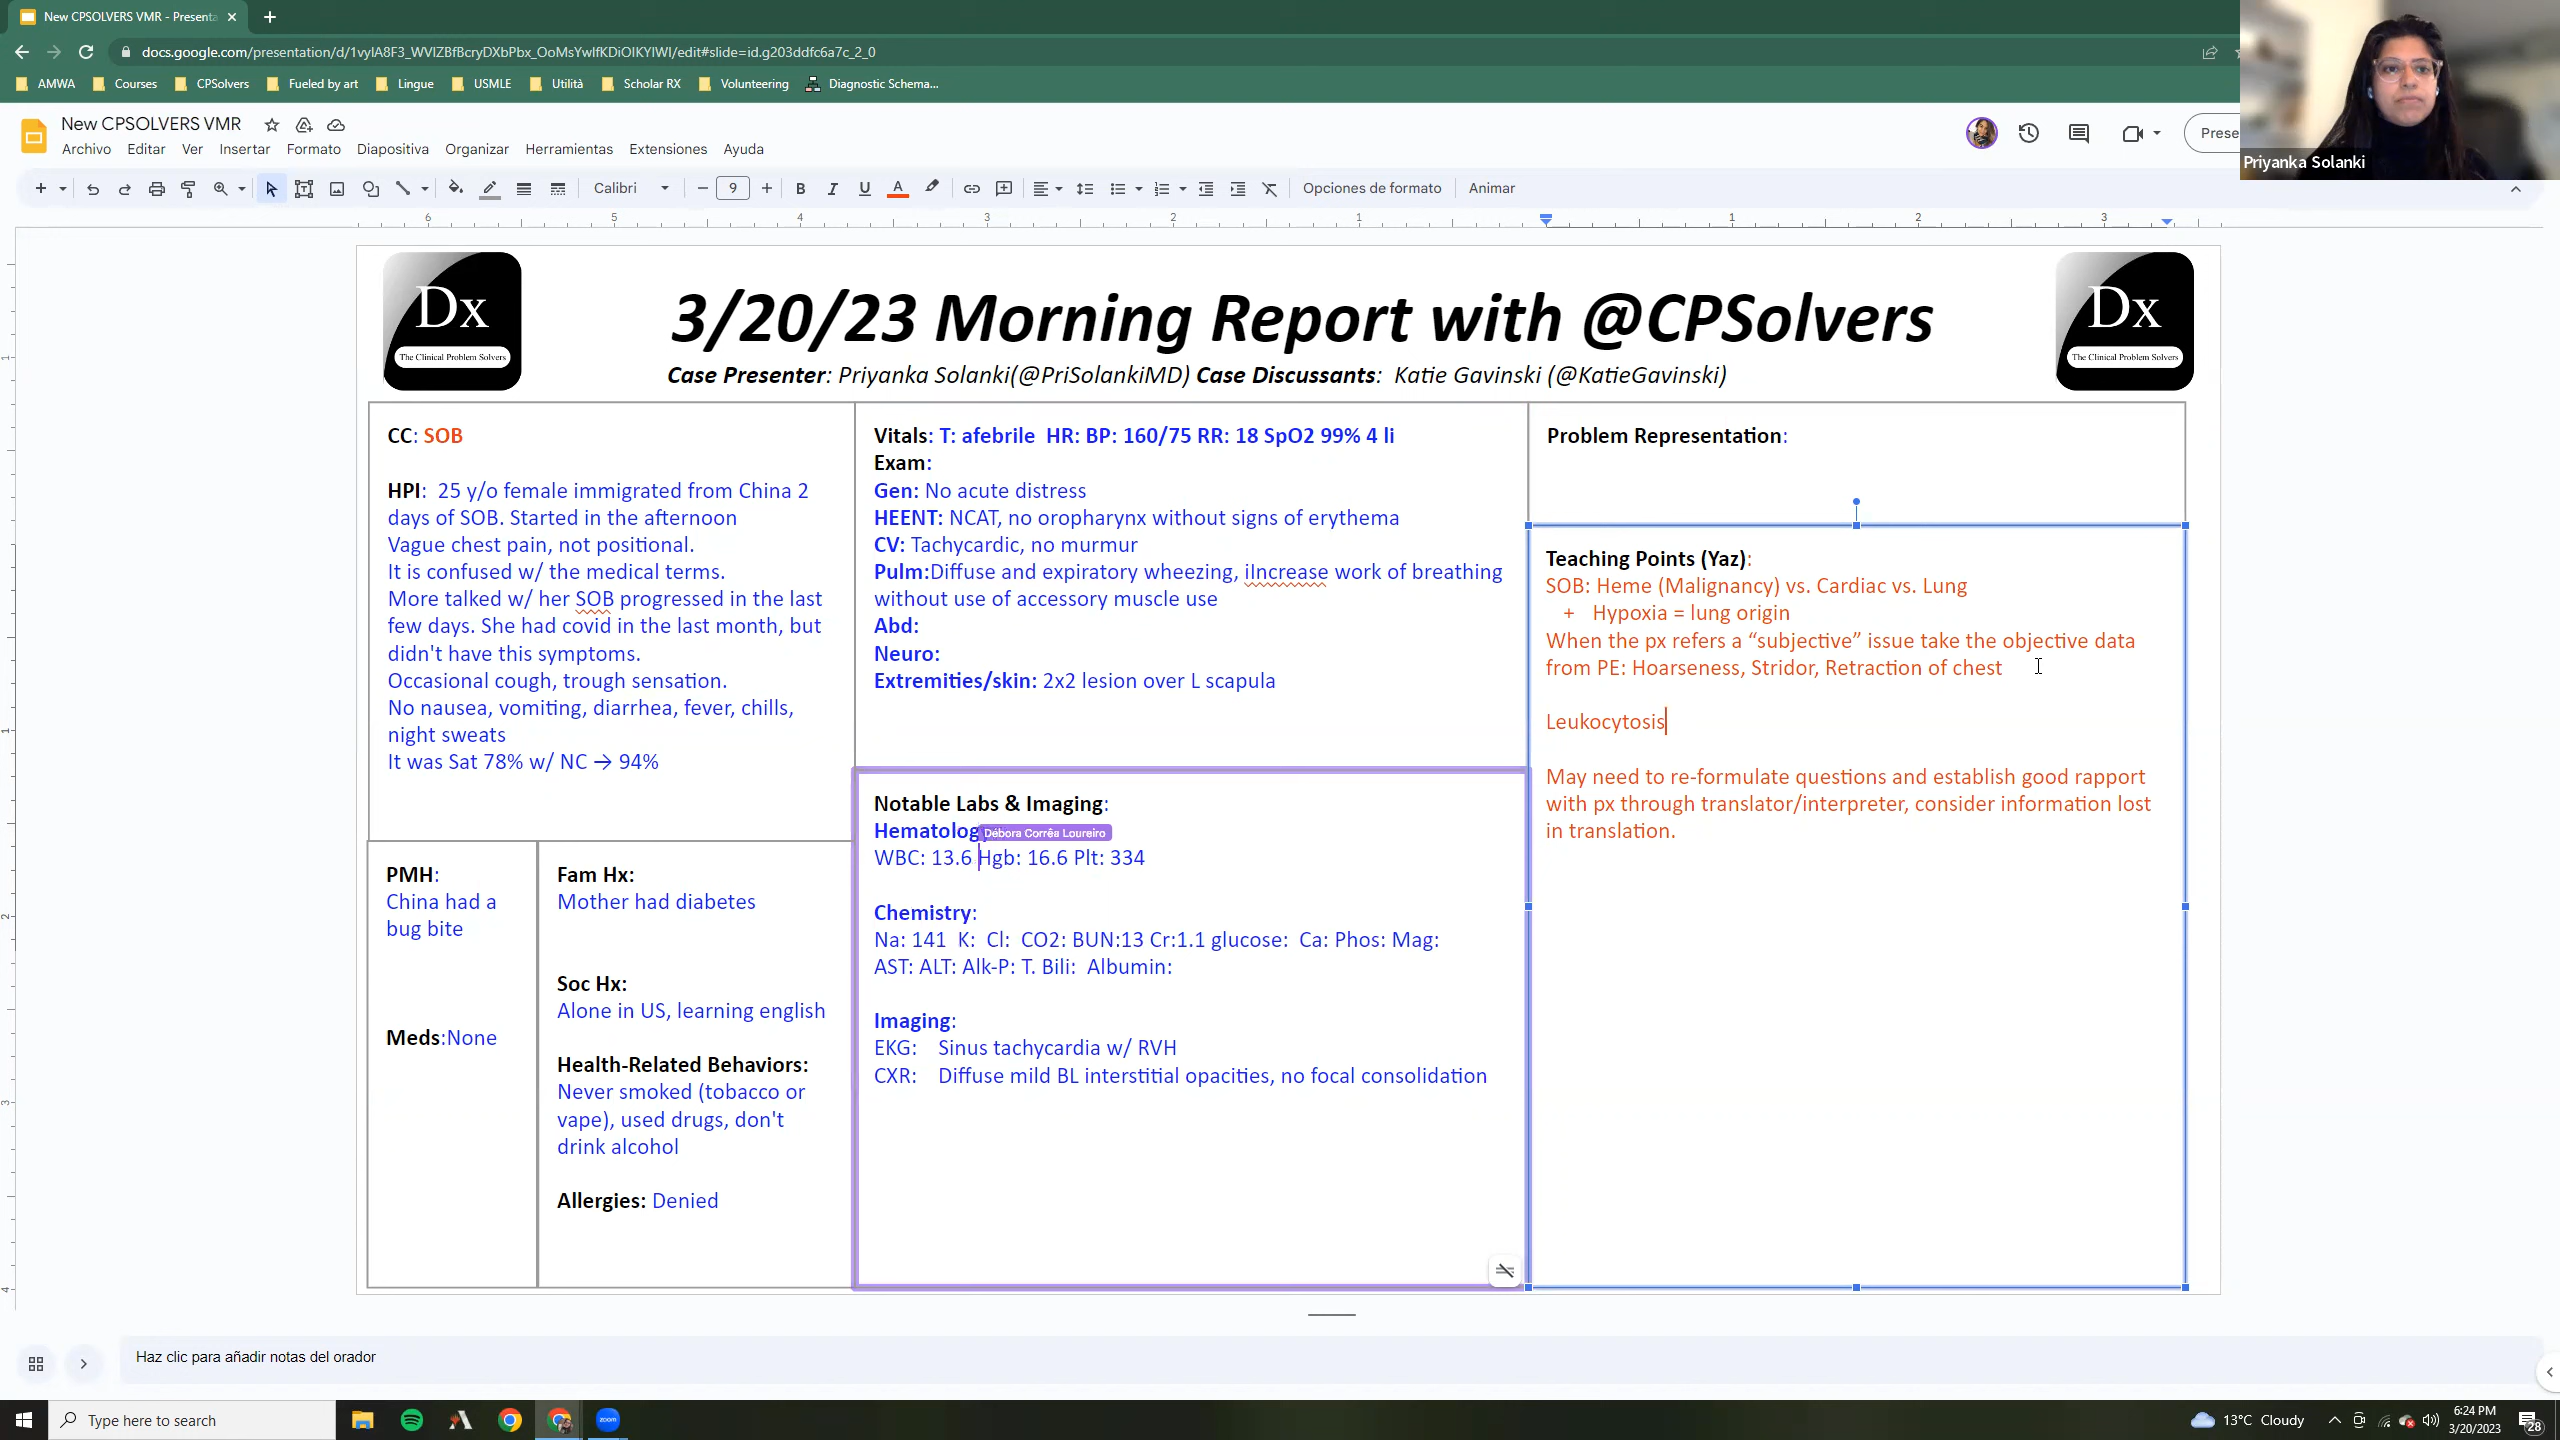 New CPSOLVERS VMR - Presenta
docs.google.com/presentation/d/1vylA8F3_WVIZBfBcryDXbPbx_OoMsYwlfKDiOIKYIWI/edit#slide=id.g203ddfc6a7c_2_0
AMWA Courses CPSolvers Fueled by art Lingue USMLE Utilità Scholar RX Volunteering Diagnostic Schema...
New CPSOLVERS VMR
Archivo Editar Ver Insertar Formato Diapositiva Organizar Herramientas Extensiones Ayuda
Prese
Priyanka Solanki
Calibri 9 Opciones de formato Animar
6 5 4 3 2 1 1 2 3
Dx
The Clinical Problem Solvers
3/20/23 Morning Report with @CPSolvers
Case Presenter: Priyanka Solanki(@PriSolankiMD) Case Discussants: Katie Gavinski (@KatieGavinski)
Dx
The Clinical Problem Solvers
CC: SOB
HPI: 25 y/o female immigrated from China 2
days of SOB. Started in the afternoon
Vague chest pain, not positional.
It is confused w/ the medical terms.
More talked w/ her SOB progressed in the last
few days. She had covid in the last month, but
didn't have this symptoms.
Occasional cough, trough sensation.
No nausea, vomiting, diarrhea, fever, chills,
night sweats
It was Sat 78% w/ NC → 94%
PMH:
China had a
bug bite
Meds:None
Fam Hx:
Mother had diabetes
Soc Hx:
Alone in US, learning english
Health-Related Behaviors:
Never smoked (tobacco or
vape), used drugs, don't
drink alcohol
Allergies: Denied
Vitals: T: afebrile HR: BP: 160/75 RR: 18 SpO2 99% 4 li
Exam:
Gen: No acute distress
HEENT: NCAT, no oropharynx without signs of erythema
CV: Tachycardic, no murmur
Pulm:Diffuse and expiratory wheezing, iIncrease work of breathing
without use of accessory muscle use
Abd:
Neuro:
Extremities/skin: 2x2 lesion over L scapula
Notable Labs & Imaging:
Hematolog
Débora Corrêa Loureiro
WBC: 13.6 Hgb: 16.6 Plt: 334
Chemistry:
Na: 141 K: Cl: CO2: BUN:13 Cr:1.1 glucose: Ca: Phos: Mag:
AST: ALT: Alk-P: T. Bili: Albumin:
Imaging:
EKG: Sinus tachycardia w/ RVH
CXR: Diffuse mild BL interstitial opacities, no focal consolidation
Problem Representation:
Teaching Points (Yaz):
SOB: Heme (Malignancy) vs. Cardiac vs. Lung
+ Hypoxia = lung origin
When the px refers a “subjective” issue take the objective data
from PE: Hoarseness, Stridor, Retraction of chest
Leukocytosis
May need to re-formulate questions and establish good rapport
with px through translator/interpreter, consider information lost
in translation.
1
1
2
3
4
Haz clic para añadir notas del orador
Type here to search
zoom
13°C Cloudy
6:24 PM
3/20/2023
28